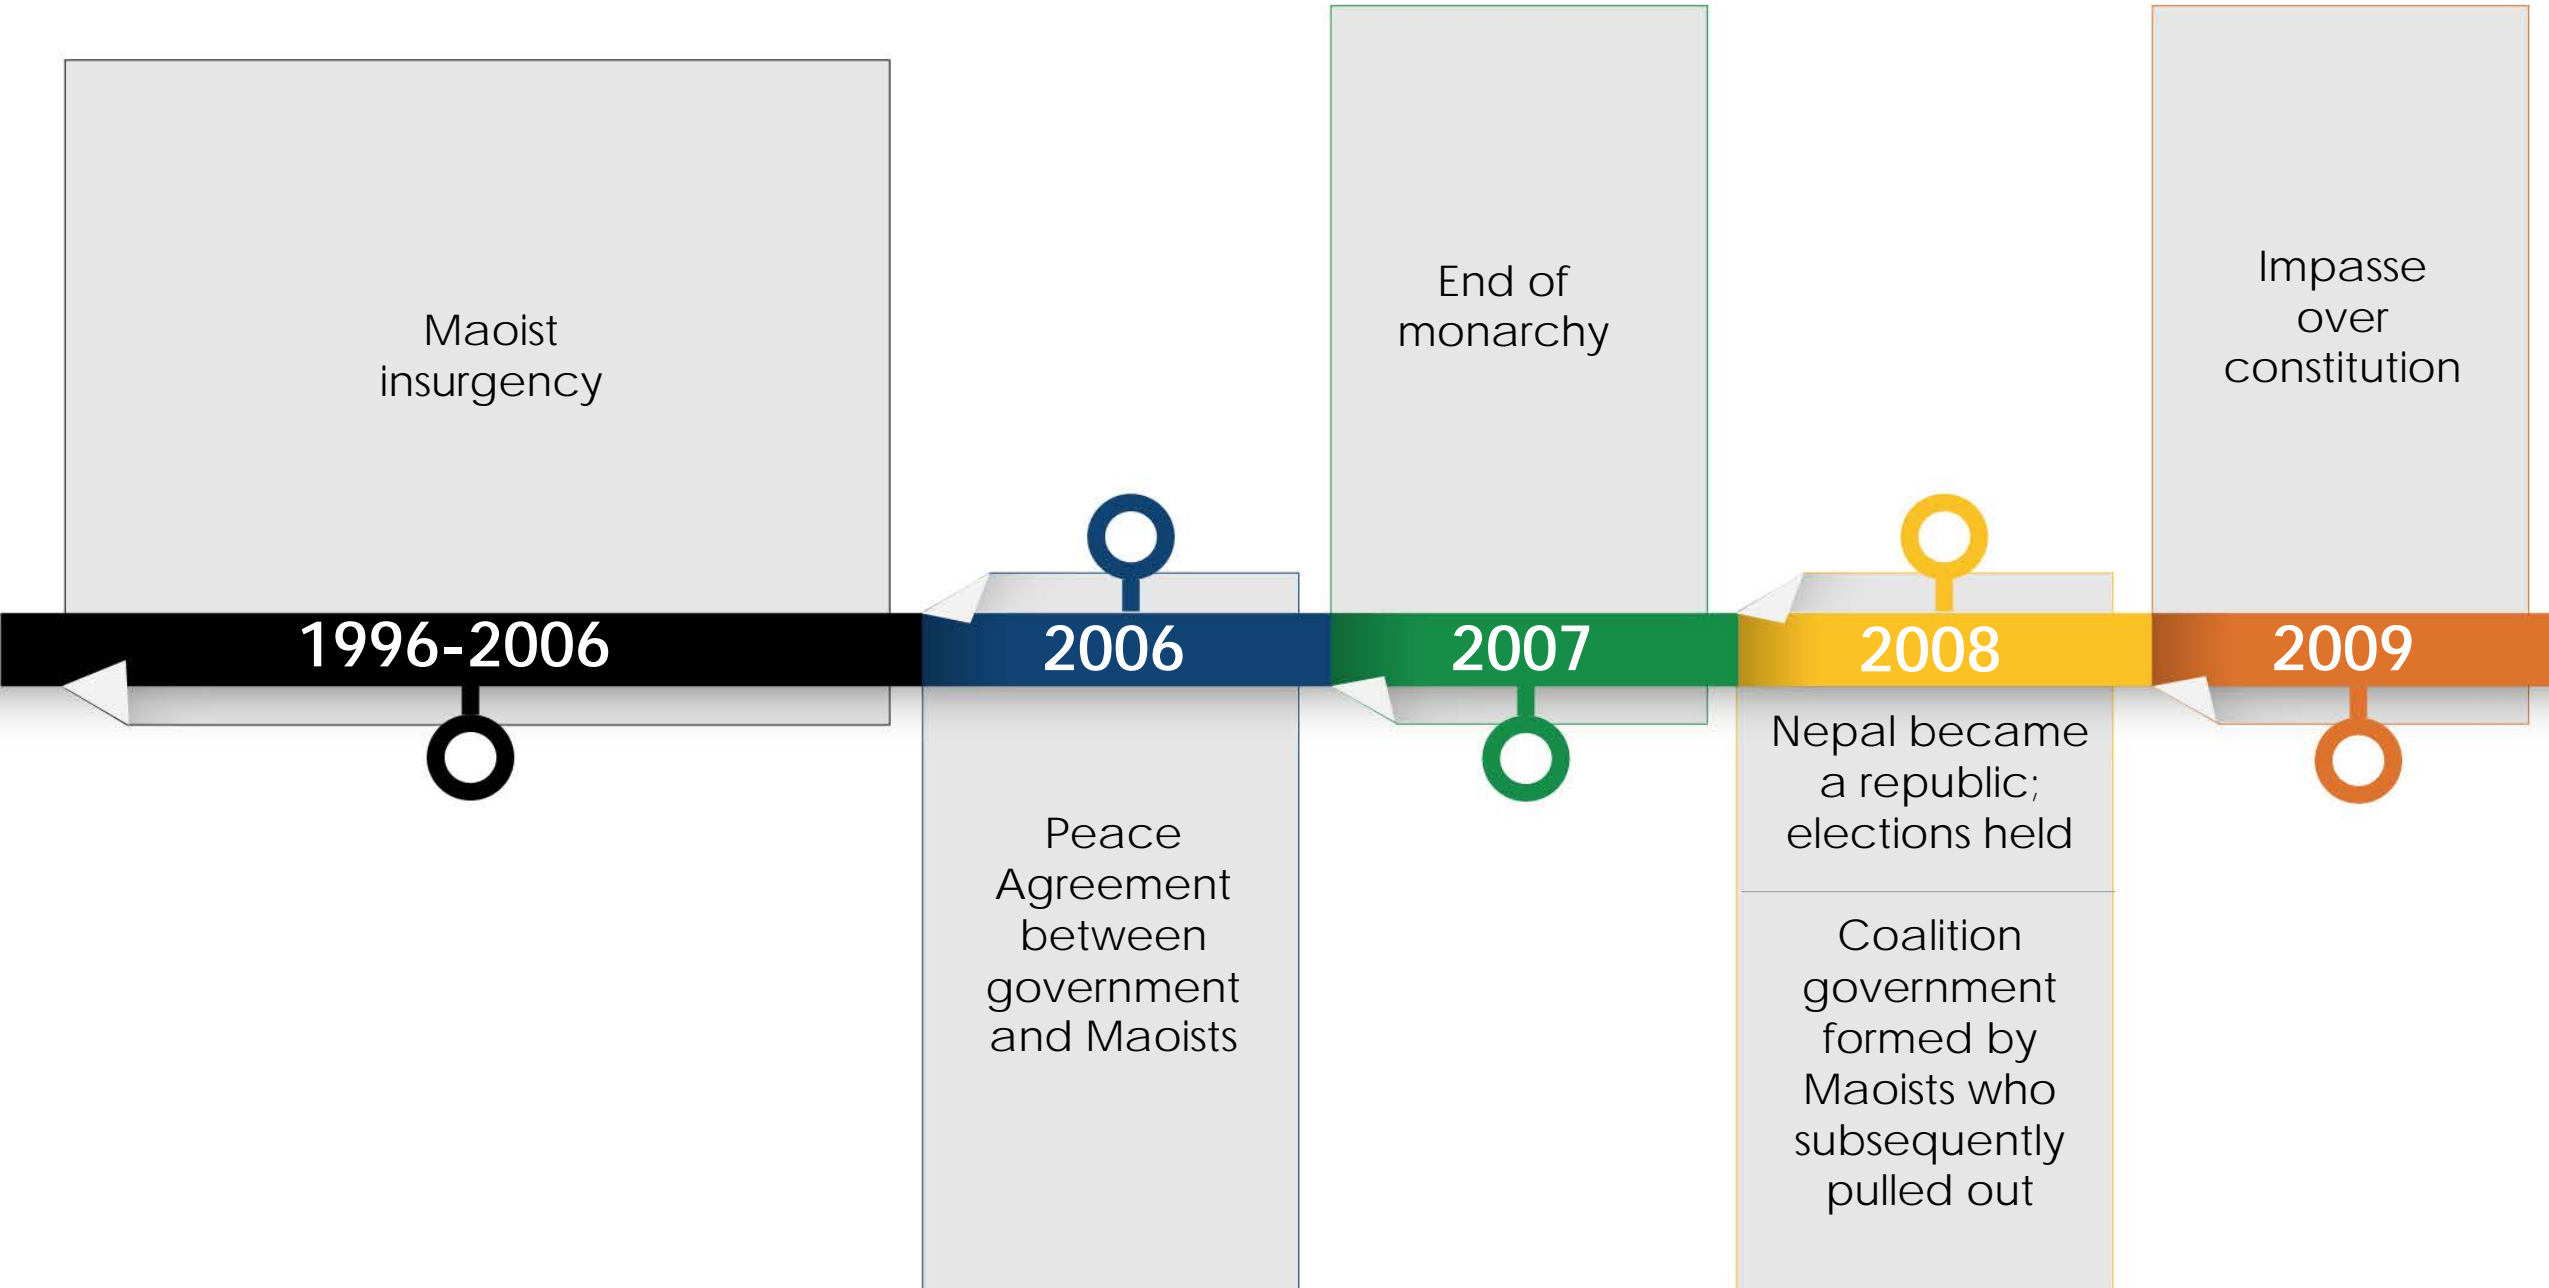 Maoist
insurgency
1996-2006
2006
Peace
Agreement
between
government
and Maoists
End of
monarchy
2007
2008
Nepal became
a republic;
elections held
Coalition
government
formed by
Maoists who
subsequently
pulled out
Impasse
over
constitution
2009